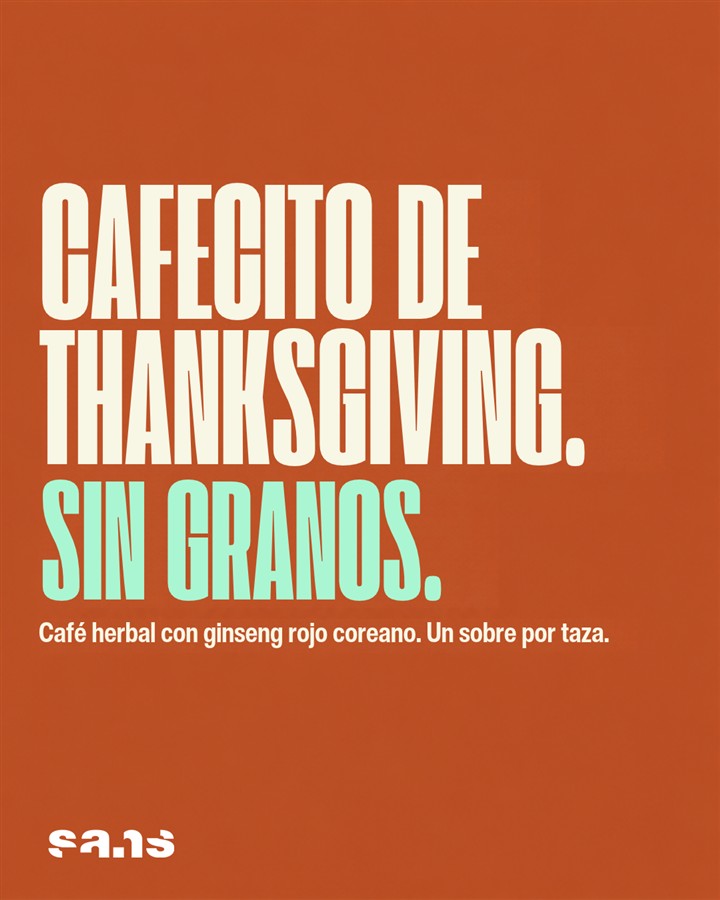 CAFECITO DE
THANKSGIVING.
SIN GRANOS.
Café herbal con ginseng rojo coreano. Un sobre por taza.
sans